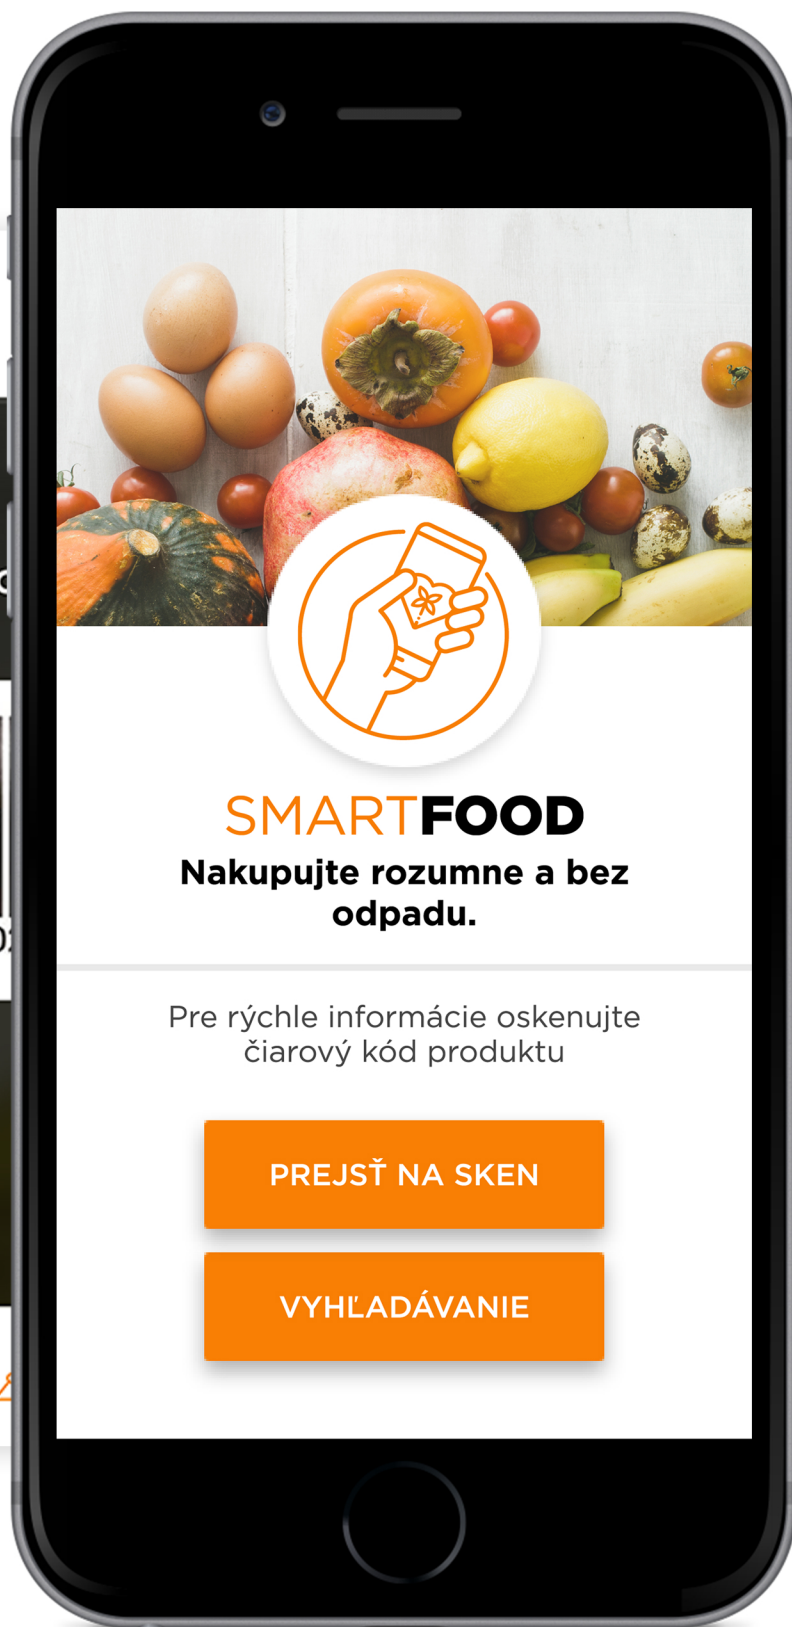 SMARTFOOD
Nakupujte rozumne a bez
odpadu.
Pre rýchle informácie oskenujte
čiarový kód produktu
PREJSŤ NA SKEN
VYHĽADÁVANIE